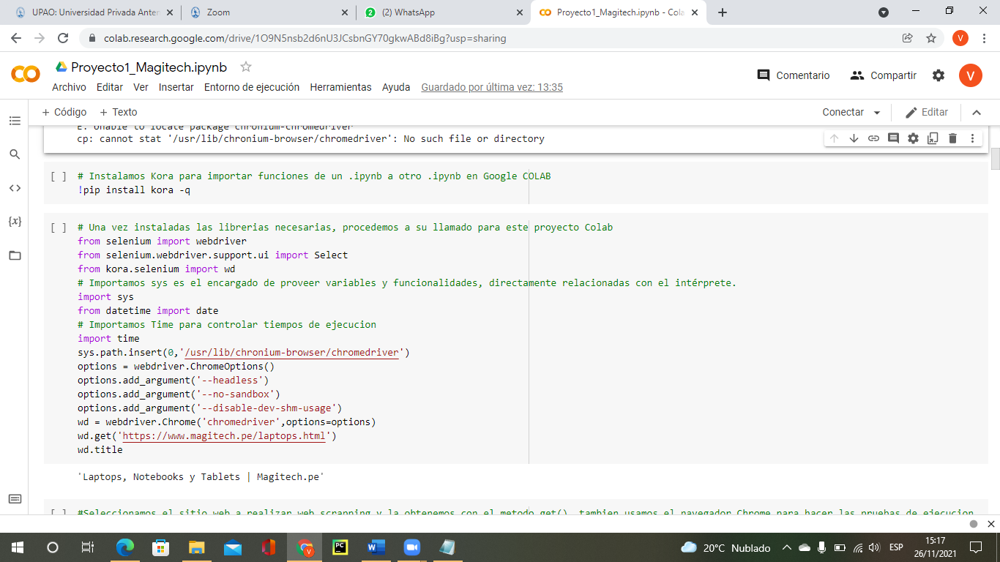 UPAO: Universidad Privada Anten
Zoom
(2) WhatsApp
Proyecto1_Magitech.ipynb - Cola
colab.research.google.com/drive/1O9N5nsb2d6nU3JCsbnGY70gkwABd8iBg?usp=sharing
V
Proyecto1_Magitech.ipynb
Archivo Editar Ver Insertar Entorno de ejecución Herramientas Ayuda Guardado por última vez: 13:35
Comentario Compartir V
+ Código + Texto
Conectar Editar
E: Unable to locate package chronium-chromedriver
cp: cannot stat '/usr/lib/chronium-browser/chromedriver': No such file or directory
[ ] # Instalamos Kora para importar funciones de un .ipynb a otro .ipynb en Google COLAB
!pip install kora -q
[ ] # Una vez instaladas las librerias necesarias, procedemos a su llamado para este proyecto Colab
from selenium import webdriver
from selenium.webdriver.support.ui import Select
from kora.selenium import wd
# Importamos sys es el encargado de proveer variables y funcionalidades, directamente relacionadas con el intérprete.
import sys
from datetime import date
# Importamos Time para controlar tiempos de ejecucion
import time
sys.path.insert(0,'/usr/lib/chronium-browser/chromedriver')
options = webdriver.ChromeOptions()
options.add_argument('--headless')
options.add_argument('--no-sandbox')
options.add_argument('--disable-dev-shm-usage')
wd = webdriver.Chrome('chromedriver',options=options)
wd.get('https://www.magitech.pe/laptops.html')
wd.title
'Laptops, Notebooks y Tablets | Magitech.pe'
[ ] #Seleccionamos el sitio web a realizar web scrapping y la obtenemos con el metodo get(), tambien usamos el navegador Chrome para hacer las pruebas de ejecucion
20°C Nublado
ESP
15:17
26/11/2021